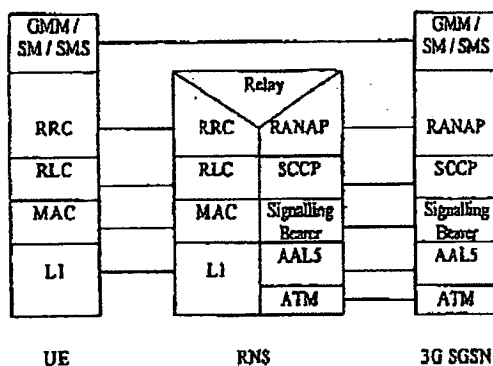 GMM /
SM / SMS
RRC
RLC
MAC
L1
UE
Relay
RRC
RANAP
RLC
SCCP
MAC
Signalling
Bearer
L1
AAL5
ATM
RNS
GMM /
SM / SMS
RANAP
SCCP
Signalling
Bearer
AAL5
ATM
3G SGSN